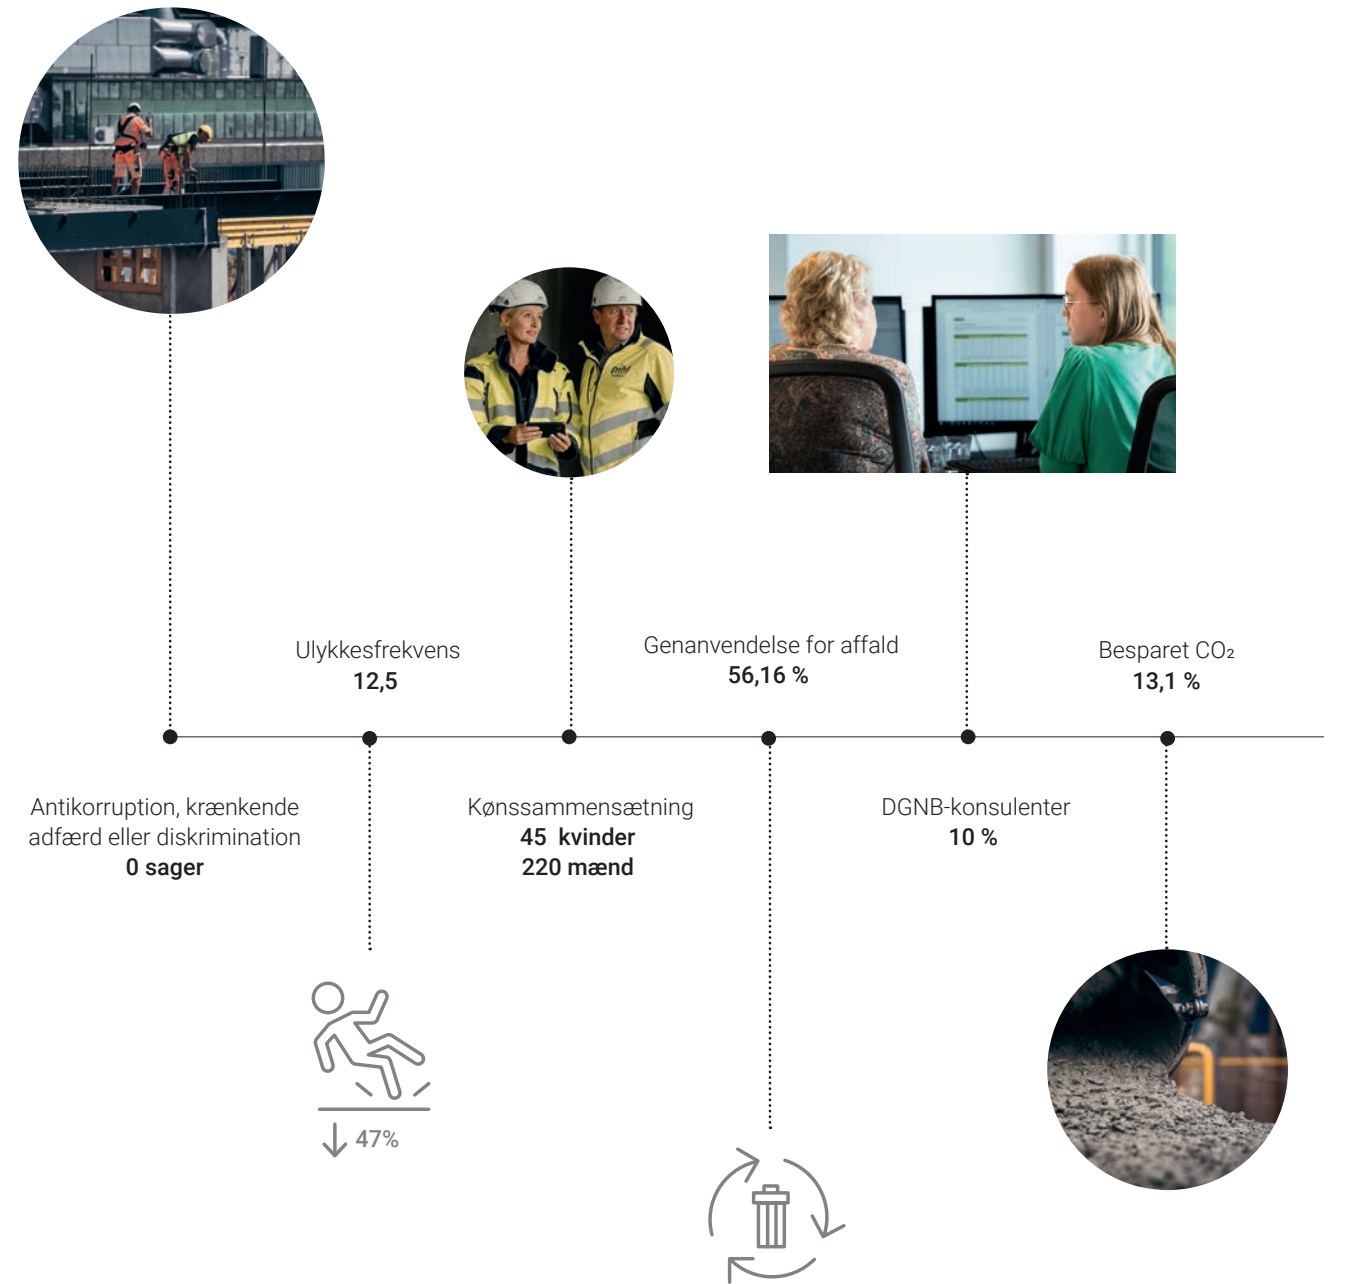 Ulykkesfrekvens
12,5
Genanvendelse for affald
56,16 %
Besparet CO₂
13,1 %
Antikorruption, krænkende
adfærd eller diskrimination
0 sager
Kønssammensætning
45 kvinder
220 mænd
DGNB-konsulenter
10 %
47%